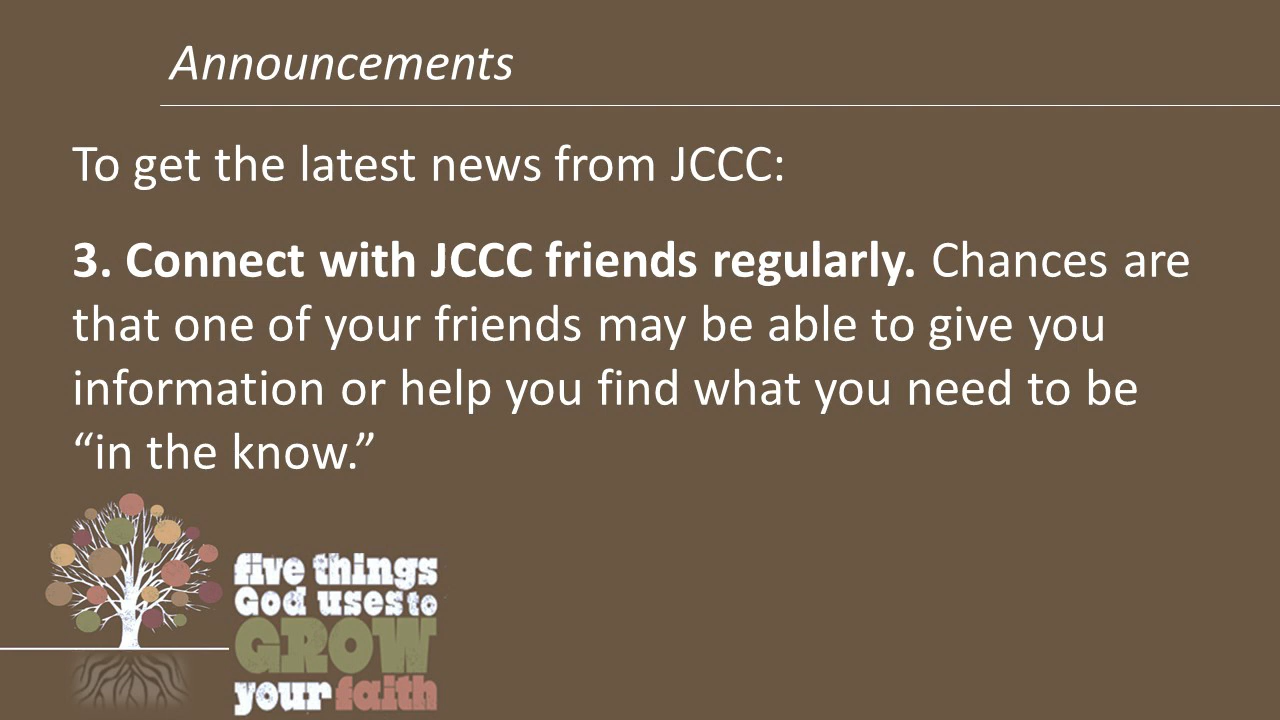 Announcements
To get the latest news from JCCC:
3. Connect with JCCC friends regularly. Chances are
that one of your friends may be able to give you
information or help you find what you need to be
“in the know.”
five things
God uses to
GROW
your faith